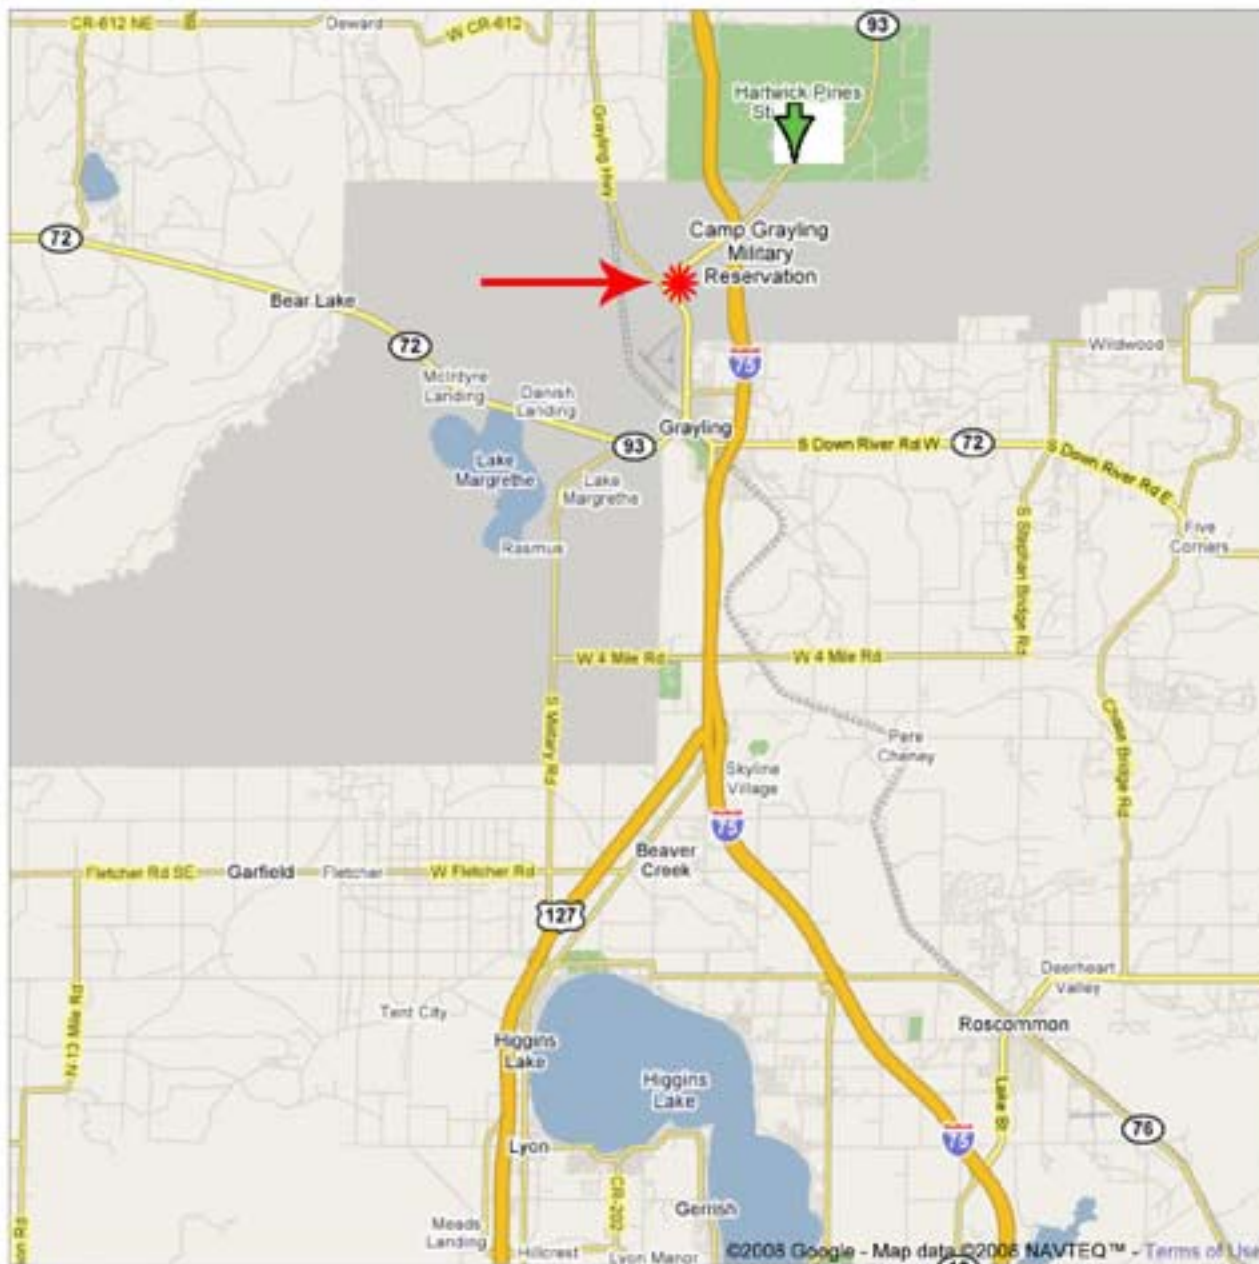 CR-612 NE
Deward
W CR-612
93
Hartwick Pines
Grayling Hwy
72
Camp Grayling
Military
Reservation
Bear Lake
72
75
Wildwood
McIntyre
Landing
Danish
Landing
Grayling
93
S Down River Rd W
72
S Down River Rd E
Lake
Margrethe
Lake
Margrethe
Rasmus
S Stephan Bridge Rd
Five
Corners
W 4 Mile Rd
W 4 Mile Rd
S Military Rd
Chase Bridge Rd
Pere
Cheney
Skyline
Village
75
Beaver
Creek
Fletcher Rd SE
Garfield
Fletcher
W Fletcher Rd
127
Deerheart
Valley
Tent City
Roscommon
Higgins
Lake
Higgins
Lake
Lake St
76
75
Lyon
CR-202
Gerrish
Meads
Landing
Hillcrest
Lyon Manor
©2008 Google - Map data ©2008 NAVTEQ™ - Terms of Use